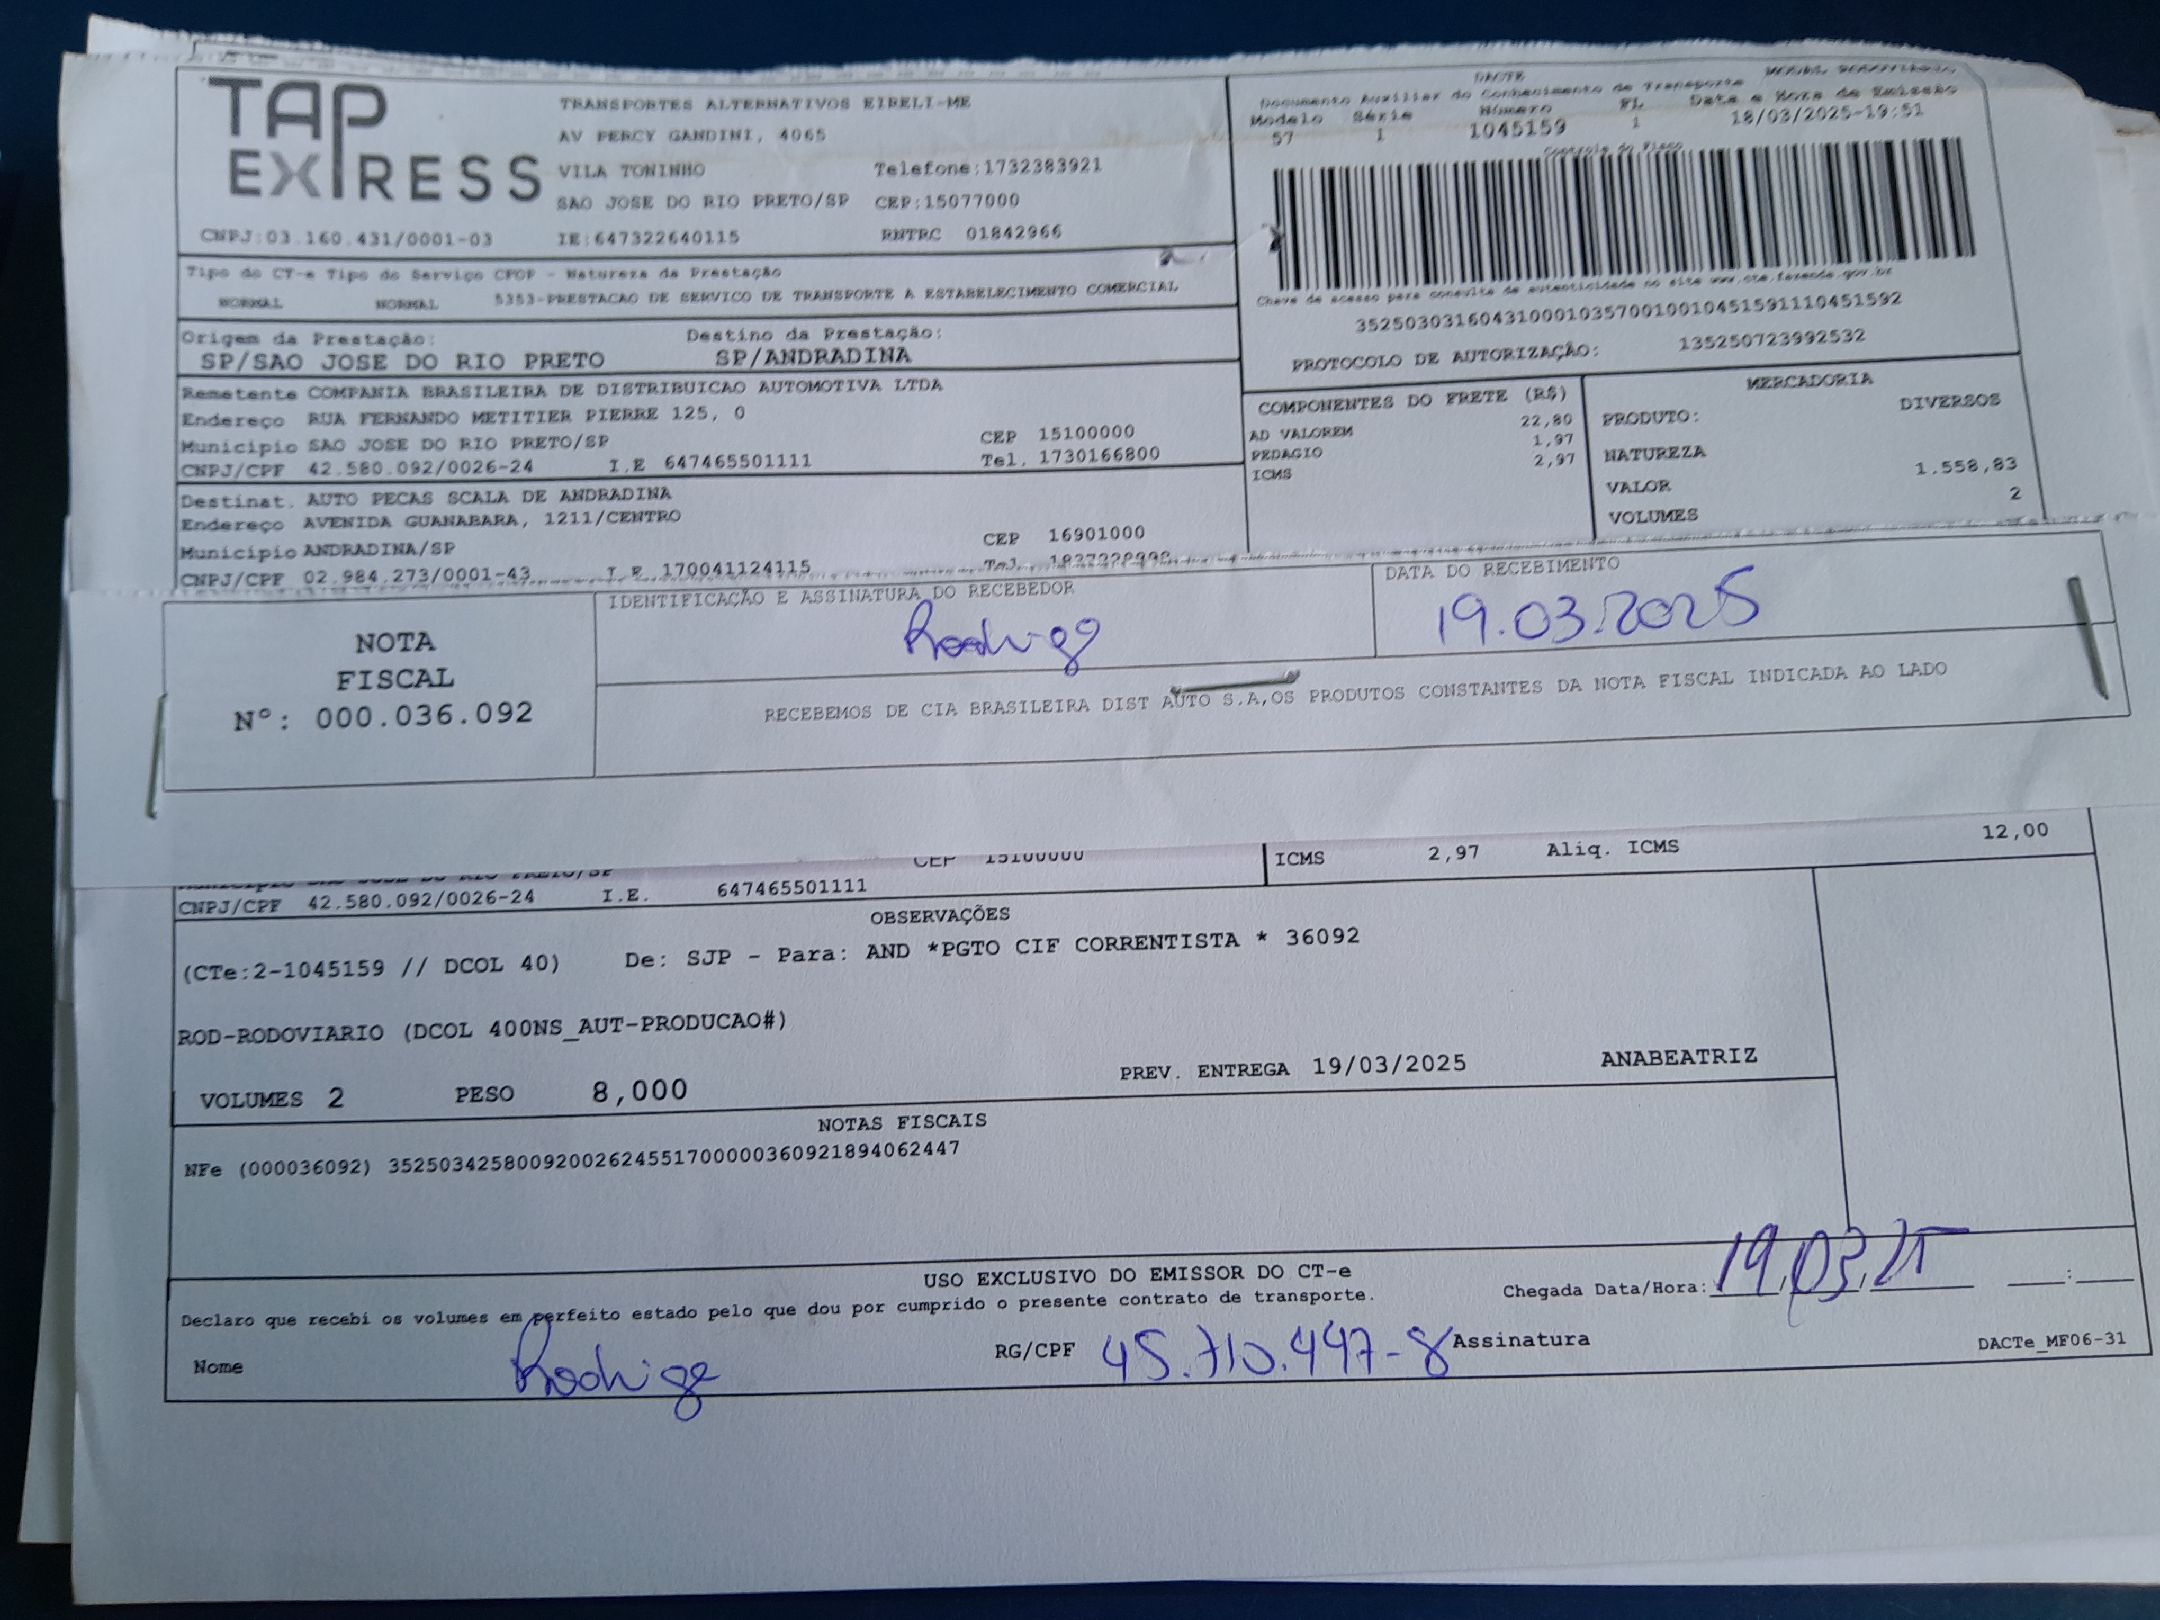 TAP
EXPRESS
TRANSPORTES ALTERNATIVOS EIRELI-ME
AV PERCY GANDINI, 4065
VILA TONINHO Telefone:1732383921
SAO JOSE DO RIO PRETO/SP CEP:15077000
CNPJ:03.160.431/0001-03 IE:647322640115 RNTRC 01842966
DACTE
Documento Auxiliar do Conhecimento de Transporte
Modelo Série Número FL Data e Hora de Emissão
57 1 1045159 1 18/03/2025-19:51
Controle do Fisco
Chave de acesso para consulta de autenticidade no site www.cte.fazenda.gov.br
35250303160431000103570010010451591110451592
PROTOCOLO DE AUTORIZAÇÃO: 135250723992532
Tipo do CT-e Tipo do Serviço CFOP - Natureza da Prestação
NORMAL NORMAL 5353-PRESTACAO DE SERVICO DE TRANSPORTE A ESTABELECIMENTO COMERCIAL
Origem da Prestação: Destino da Prestação:
SP/SAO JOSE DO RIO PRETO SP/ANDRADINA
Remetente COMPANIA BRASILEIRA DE DISTRIBUICAO AUTOMOTIVA LTDA
Endereço RUA FERNANDO METITIER PIERRE 125, 0
Município SAO JOSE DO RIO PRETO/SP CEP 15100000
CNPJ/CPF 42.580.092/0026-24 I.E 647465501111 Tel. 1730166800
Destinat. AUTO PECAS SCALA DE ANDRADINA
Endereço AVENIDA GUANABARA, 1211/CENTRO
Município ANDRADINA/SP CEP 16901000
CNPJ/CPF 02.984.273/0001-43 I.E 170041124115 Tel.
COMPONENTES DO FRETE (R$)
22,80
AD VALOREM 1,97
PEDAGIO 2,97
ICMS
MERCADORIA
PRODUTO: DIVERSOS
NATUREZA
VALOR 1.558,83
VOLUMES 2
NOTA
FISCAL
Nº: 000.036.092
IDENTIFICAÇÃO E ASSINATURA DO RECEBEDOR
Rodrigo
DATA DO RECEBIMENTO
19.03.2025
RECEBEMOS DE CIA BRASILEIRA DIST AUTO S.A,OS PRODUTOS CONSTANTES DA NOTA FISCAL INDICADA AO LADO
CEP 15100000 ICMS 2,97 Aliq. ICMS 12,00
CNPJ/CPF 42.580.092/0026-24 I.E. 647465501111
OBSERVAÇÕES
(CTe:2-1045159 // DCOL 40) De: SJP - Para: AND *PGTO CIF CORRENTISTA * 36092
ROD-RODOVIARIO (DCOL 400NS_AUT-PRODUCAO#)
VOLUMES 2 PESO 8,000 PREV. ENTREGA 19/03/2025 ANABEATRIZ
NOTAS FISCAIS
NFe (000036092) 35250342580092002624551700000360921894062447
USO EXCLUSIVO DO EMISSOR DO CT-e
Declaro que recebi os volumes em perfeito estado pelo que dou por cumprido o presente contrato de transporte.
Chegada Data/Hora: 19,03,25 :
Nome Rodrigo RG/CPF 45.710.447-8 Assinatura DACTe_MF06-31